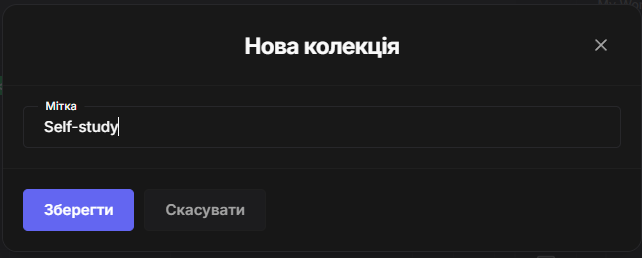 Нова колекція
Мітка
Self-study
Зберегти Скасувати